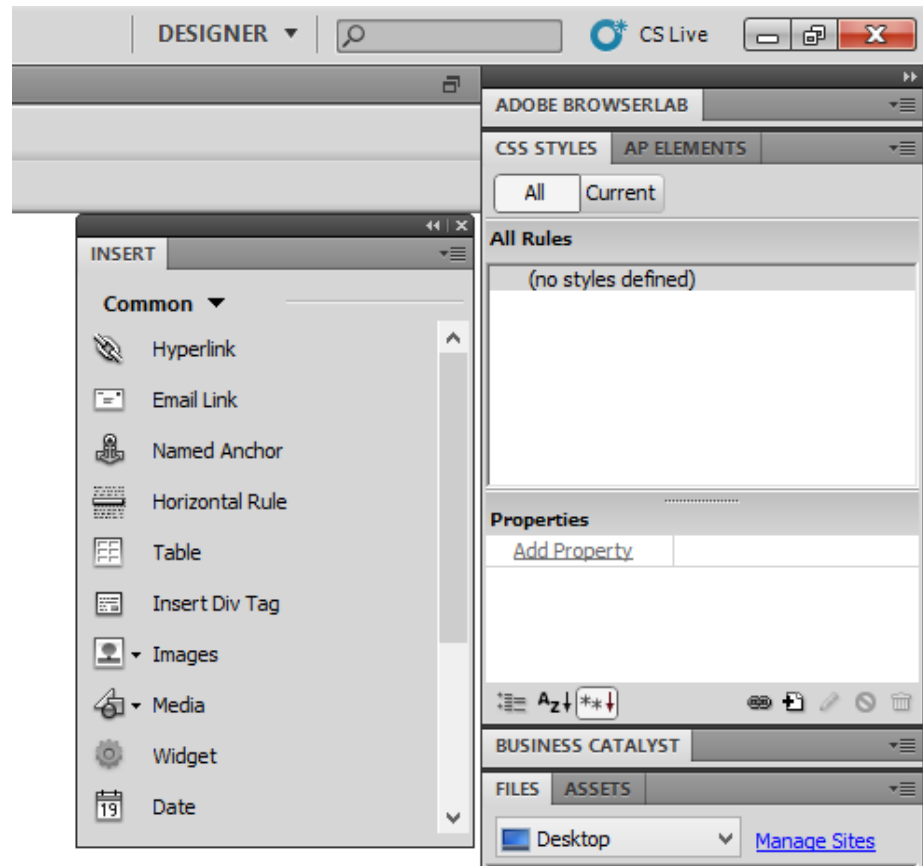 DESIGNER
CS Live
ADOBE BROWSERLAB
CSS STYLES AP ELEMENTS
All Current
All Rules
(no styles defined)
Properties
Add Property
BUSINESS CATALYST
FILES ASSETS
Desktop Manage Sites
INSERT
Common
Hyperlink
Email Link
Named Anchor
Horizontal Rule
Table
Insert Div Tag
Images
Media
Widget
19 Date